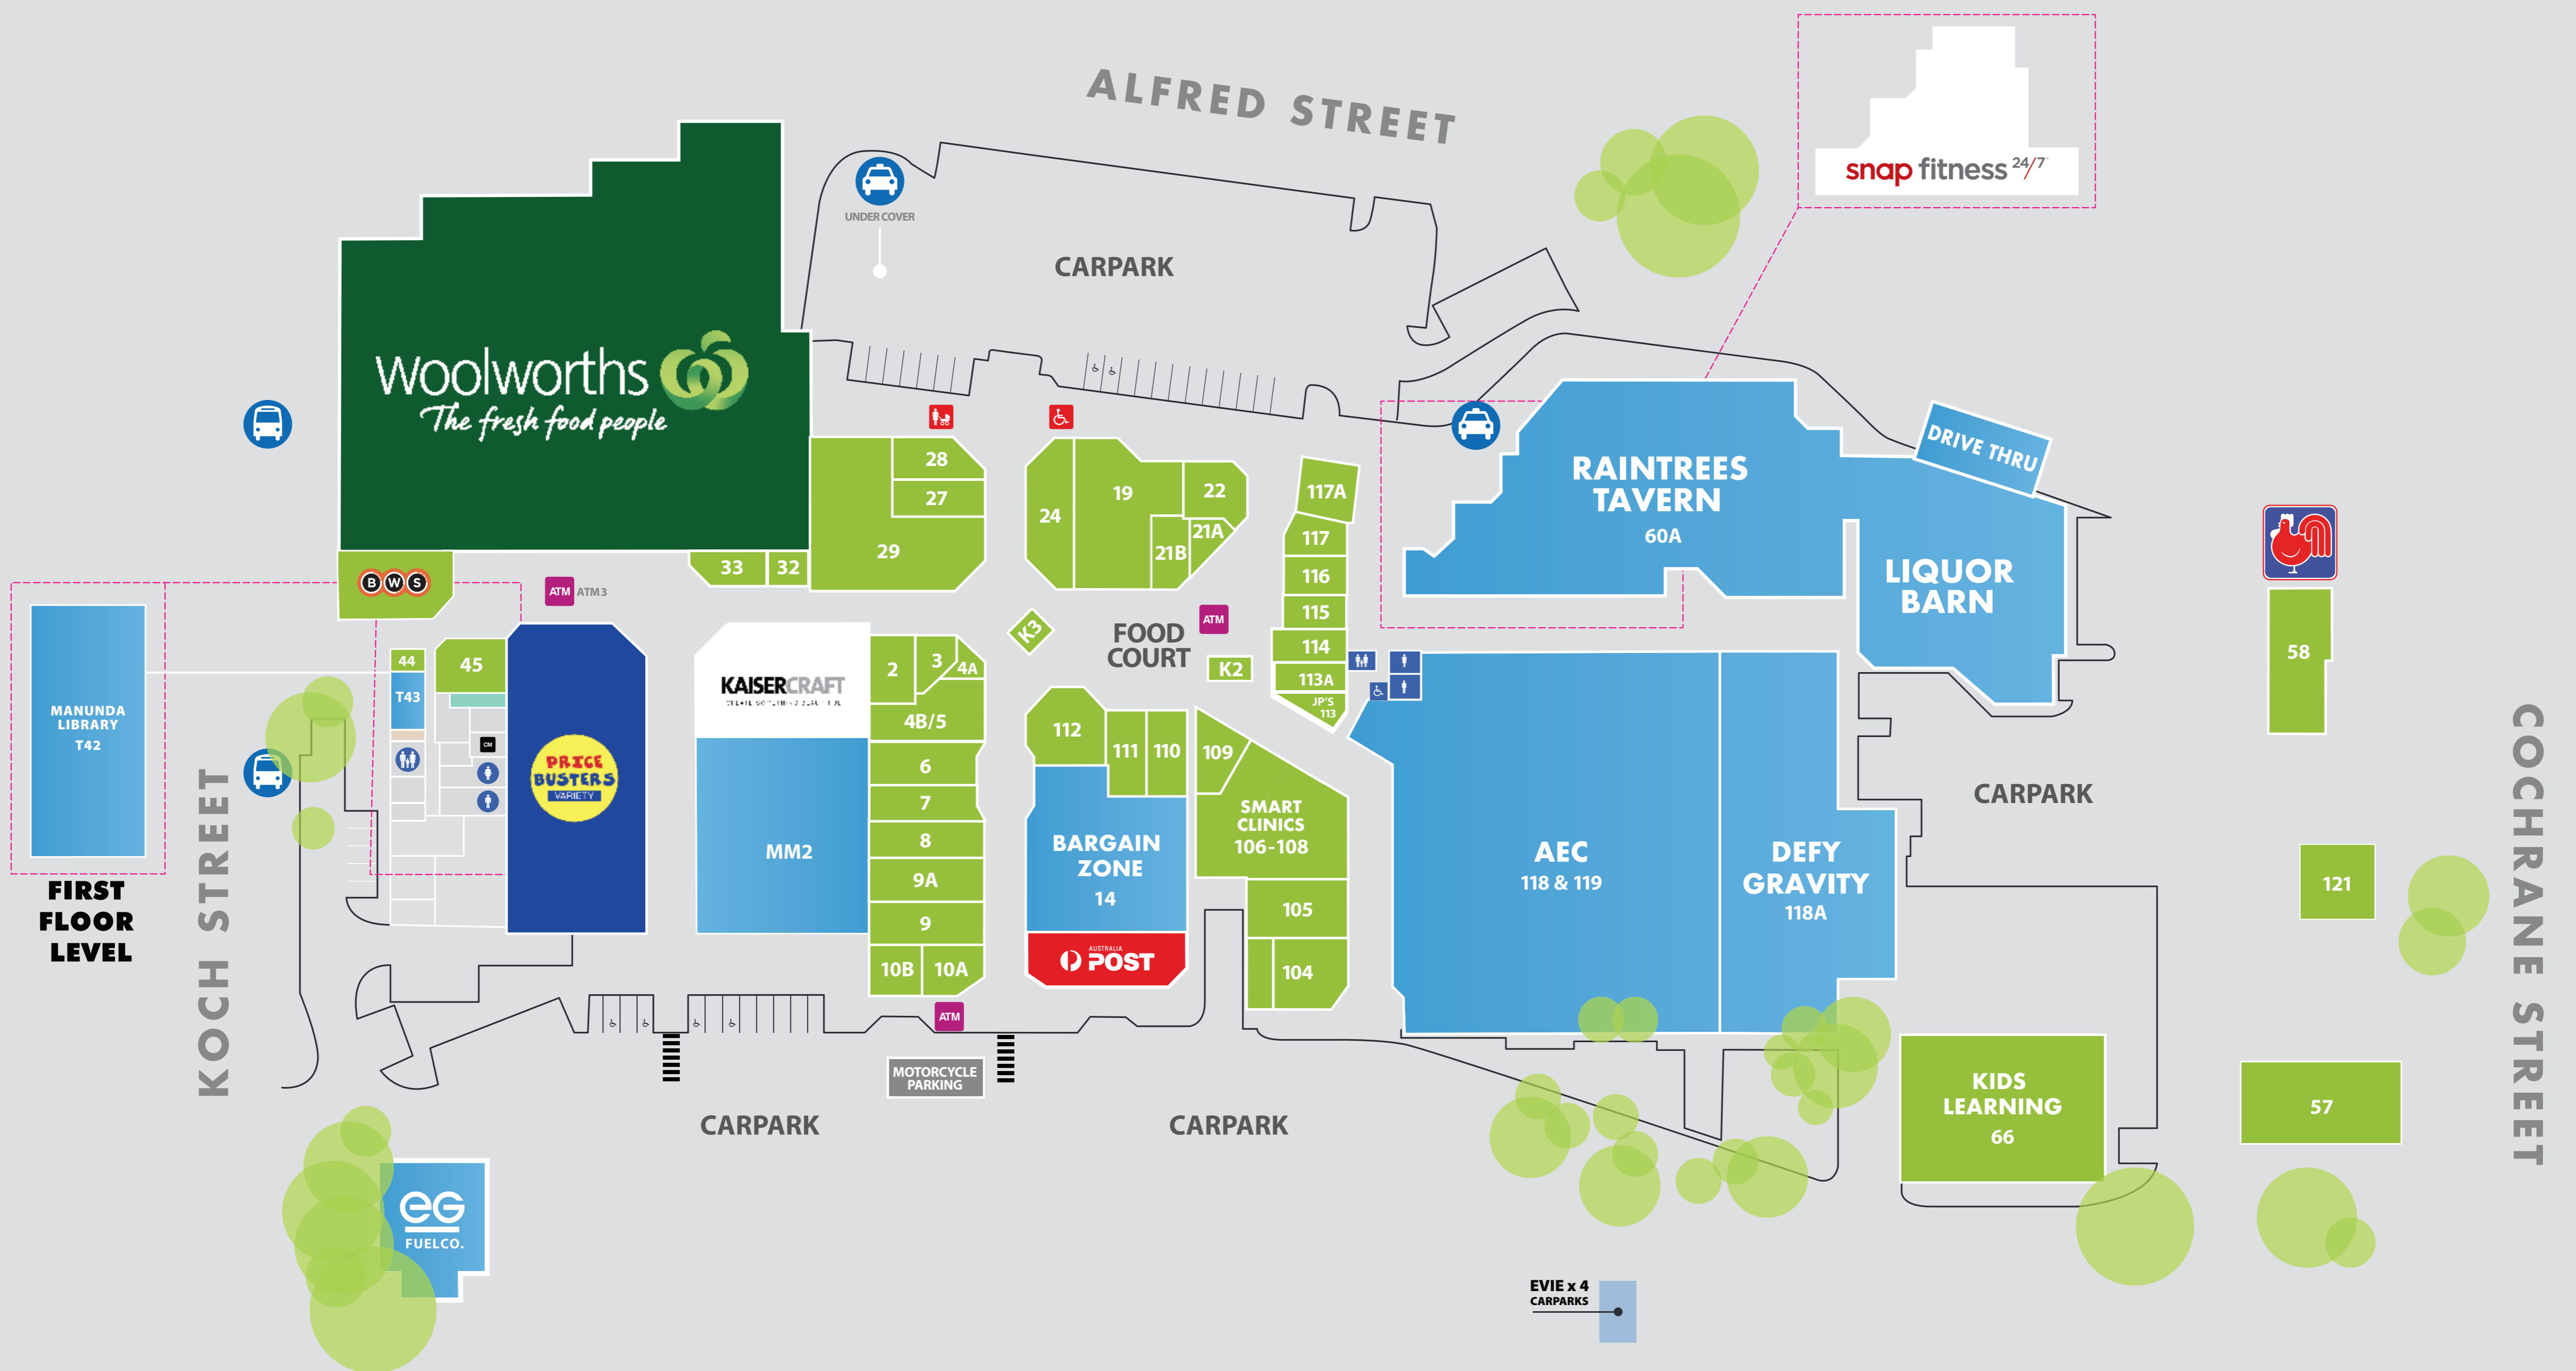 ALFRED STREET
snap fitness 24/7
UNDER COVER
CARPARK
Woolworths
The fresh food people
DRIVE THRU
RAINTREES
TAVERN
60A
LIQUOR
BARN
28
27
29
24
19
22
21A
21B
117A
117
116
115
114
113A
JP'S
113
33
32
BWS
ATM
ATM 3
K3
FOOD
COURT
ATM
K2
58
MANUNDA
LIBRARY
T42
FIRST
FLOOR
LEVEL
KOCH STREET
44
45
T43
CM
PRICE
BUSTERS
VARIETY
KAISERCRAFT
MM2
2
3
4A
4B/5
6
7
8
9A
9
10B
10A
112
111
110
109
BARGAIN
ZONE
14
AUSTRALIA
POST
SMART
CLINICS
106-108
105
104
AEC
118 & 119
DEFY
GRAVITY
118A
CARPARK
121
COCHRANE STREET
ATM
MOTORCYCLE
PARKING
CARPARK
CARPARK
KIDS
LEARNING
66
57
eG
FUELCO.
EVIE x 4
CARPARKS